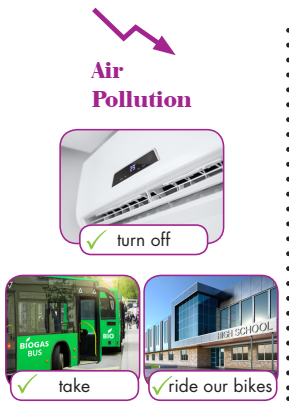 Air
Pollution
turn off
BIOGAS
BUS
BIO
take
HIGH SCHOOL
ride our bikes